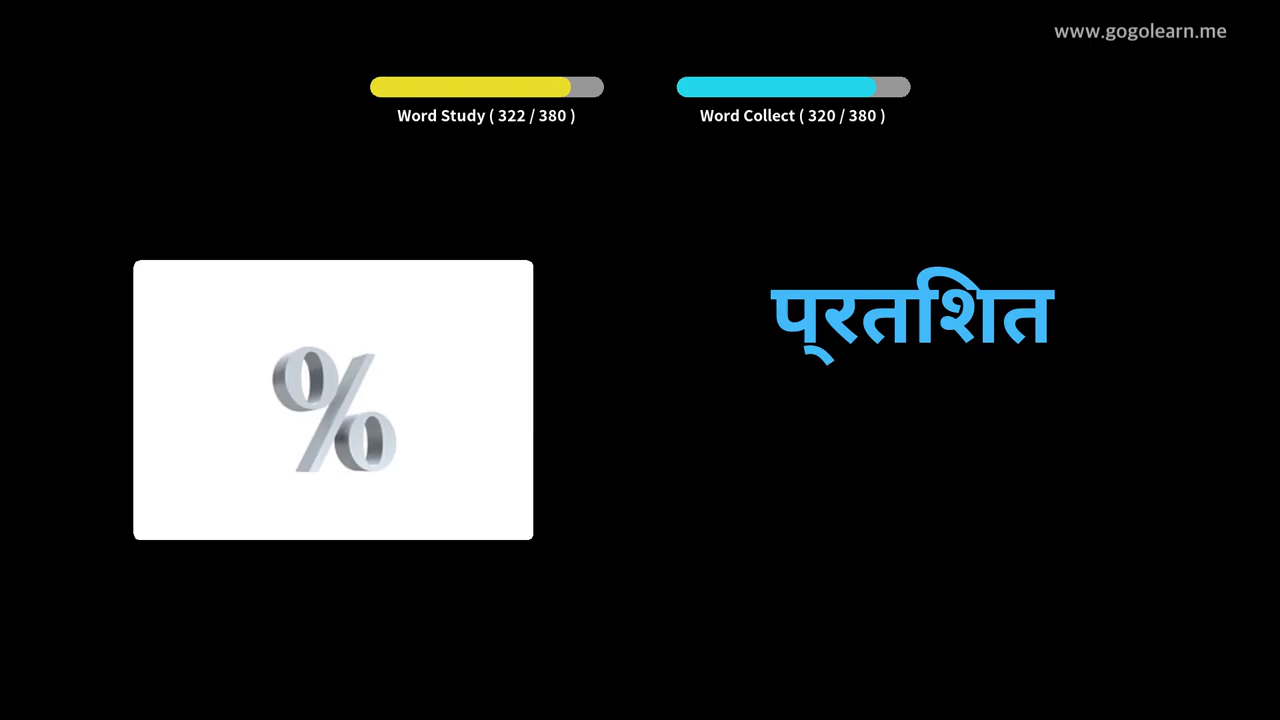 www.gogolearn.me
Word Study ( 322 / 380 )
Word Collect ( 320 / 380 )
%
प्रतशित